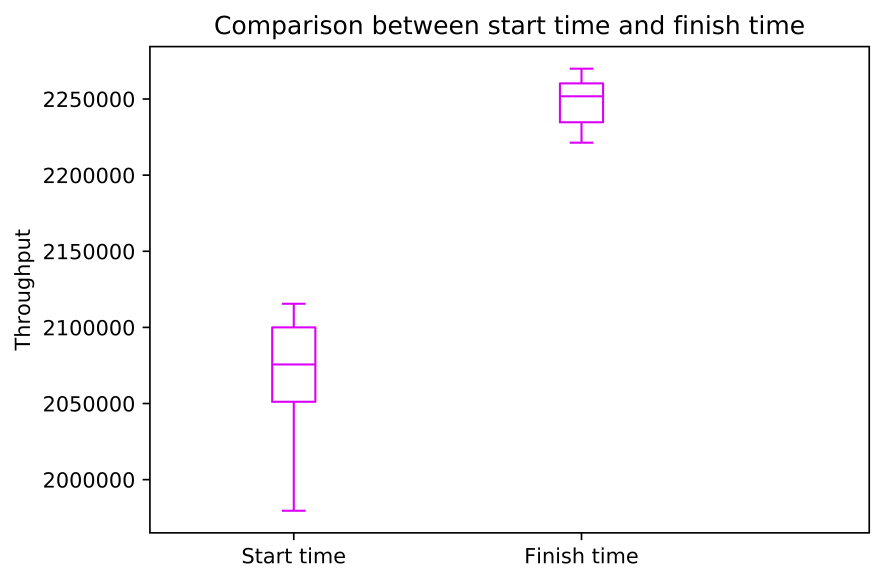 Comparison between start time and finish time
Throughput
2250000
2200000
2150000
2100000
2050000
2000000
Start time
Finish time